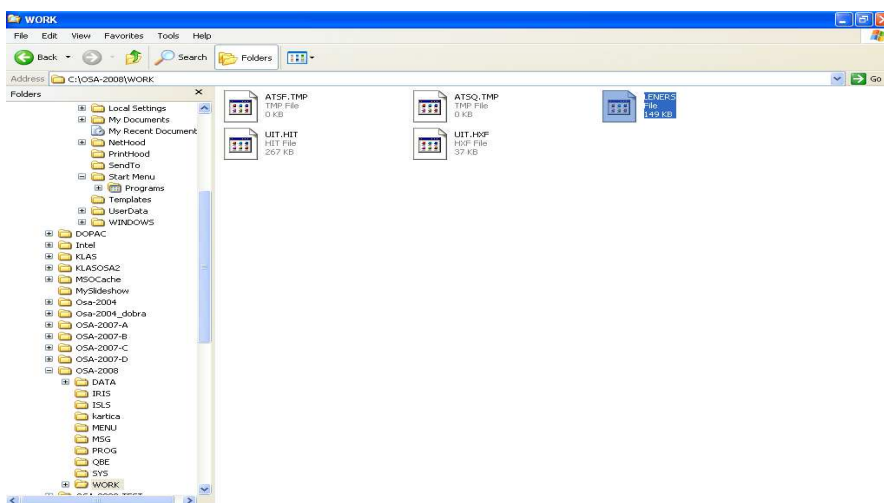 WORK
File Edit View Favorites Tools Help
Back Search Folders
Address C:\OSA-2008\WORK Go
Folders
Local Settings
My Documents
My Recent Document
NetHood
PrintHood
SendTo
Start Menu
Programs
Templates
UserData
WINDOWS
DOPAC
Intel
KLAS
KLASOSA2
MSOCache
MySlideshow
Osa-2004
Osa-2004_dobra
OSA-2007-A
OSA-2007-B
OSA-2007-C
OSA-2007-D
OSA-2008
DATA
IRIS
ISLS
kartica
MENU
MSG
PROG
QBE
SYS
WORK
ATSF.TMP
TMP File
0 KB
ATSQ.TMP
TMP File
0 KB
LENERS
File
149 KB
UIT.HIT
HIT File
267 KB
UIT.HXF
HXF File
37 KB